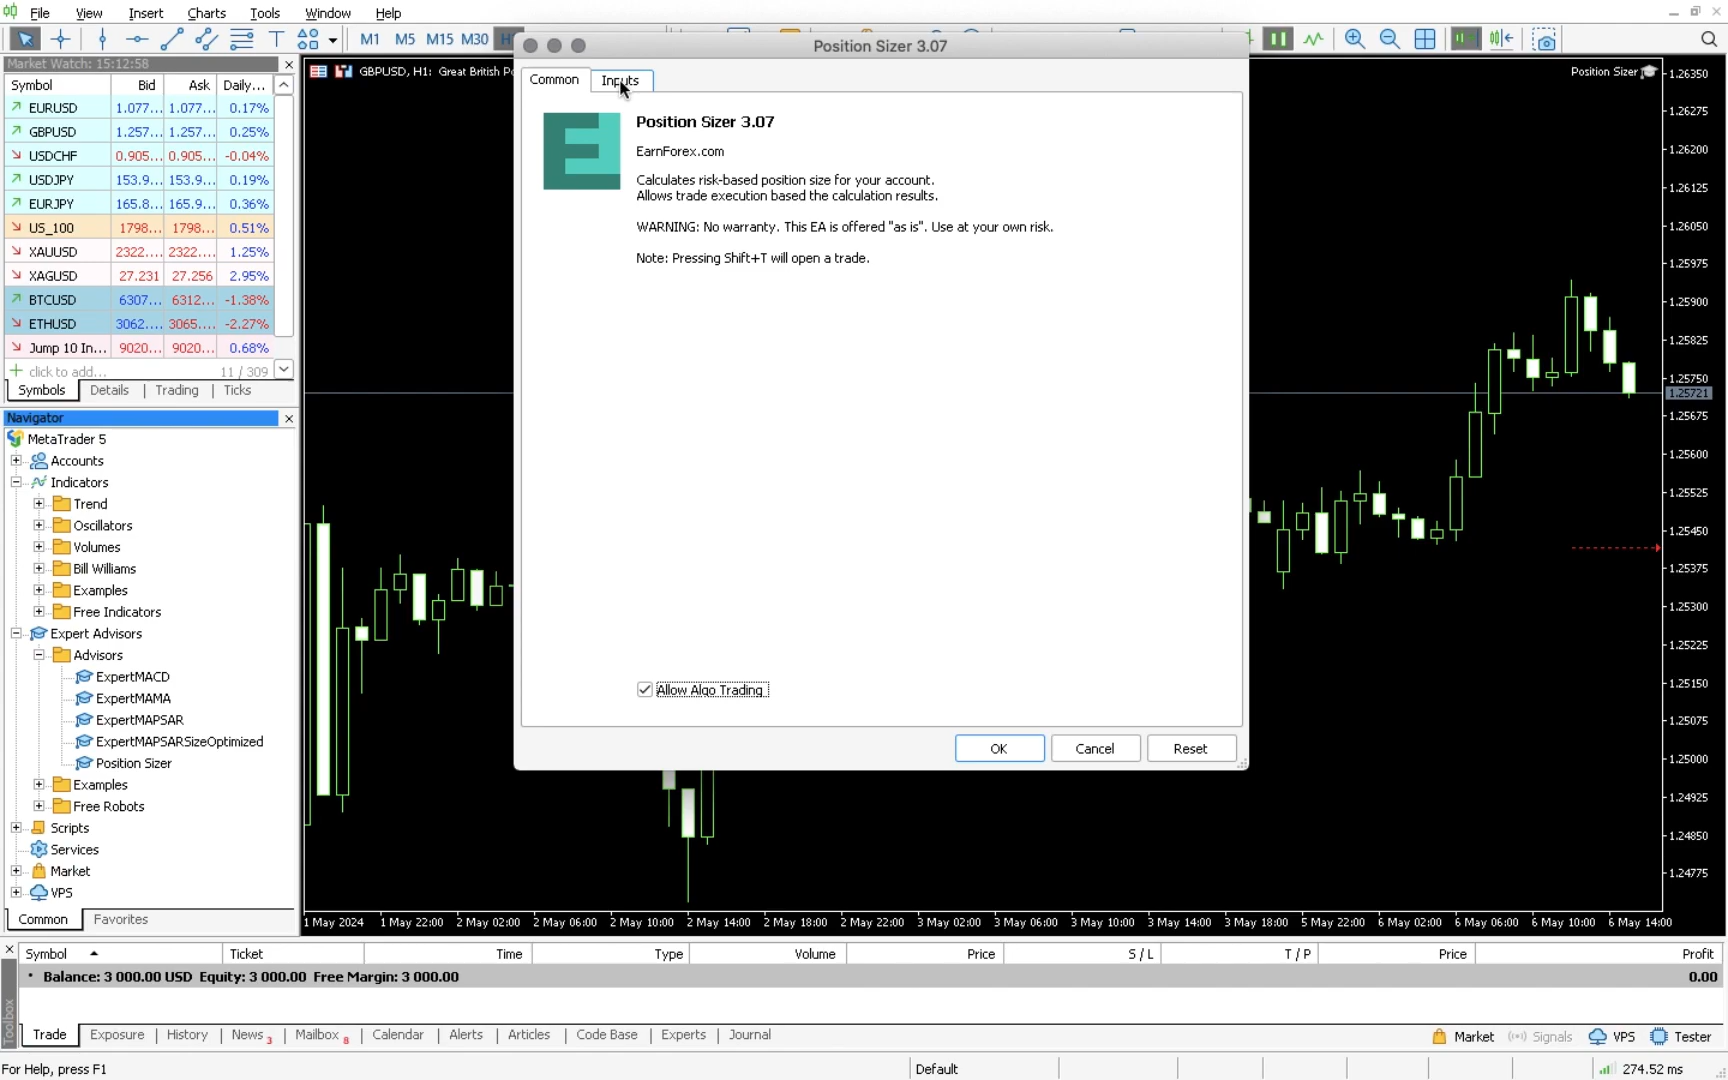 File View Insert Charts Tools Window Help
T M1 M5 M15 M30
Market Watch: 15:12:58
Symbol Bid Ask Daily...
EURUSD 1.077... 1.077... 0.17%
GBPUSD 1.257... 1.257... 0.25%
USDCHF 0.905... 0.905... -0.04%
USDJPY 153.9... 153.9... 0.19%
EURJPY 165.8... 165.9... 0.36%
US_100 1798... 1798... 0.51%
XAUUSD 2322.... 2322.... 1.25%
XAGUSD 27.231 27.256 2.95%
BTCUSD 6307... 6312... -1.38%
ETHUSD 3062.... 3065.... -2.27%
Jump 10 In... 9020... 9020... 0.68%
click to add... 11 / 309
Symbols Details Trading Ticks
Navigator
MetaTrader 5
Accounts
Indicators
Trend
Oscillators
Volumes
Bill Williams
Examples
Free Indicators
Expert Advisors
Advisors
ExpertMACD
ExpertMAMA
ExpertMAPSAR
ExpertMAPSARSizeOptimized
Position Sizer
Examples
Free Robots
Scripts
Services
Market
VPS
Common Favorites
GBPUSD, H1: Great British Po
Position Sizer 3.07
Common Inputs
Position Sizer 3.07
EarnForex.com
Calculates risk-based position size for your account.
Allows trade execution based the calculation results.
WARNING: No warranty. This EA is offered "as is". Use at your own risk.
Note: Pressing Shift+T will open a trade.
Allow Algo Trading
OK Cancel Reset
Position Sizer
1.26350
1.26275
1.26200
1.26125
1.26050
1.25975
1.25900
1.25825
1.25750
1.25721
1.25675
1.25600
1.25525
1.25450
1.25375
1.25300
1.25225
1.25150
1.25075
1.25000
1.24925
1.24850
1.24775
1 May 2024 1 May 22:00 2 May 02:00 2 May 06:00 2 May 10:00 2 May 14:00 2 May 18:00 2 May 22:00 3 May 02:00 3 May 06:00 3 May 10:00 3 May 14:00 3 May 18:00 5 May 22:00 6 May 02:00 6 May 06:00 6 May 10:00 6 May 14:00
Symbol Ticket Time Type Volume Price S / L T / P Price Profit
Balance: 3 000.00 USD Equity: 3 000.00 Free Margin: 3 000.00 0.00
Toolbox
Trade Exposure History News 3 Mailbox 8 Calendar Alerts Articles Code Base Experts Journal Market Signals VPS Tester
For Help, press F1 Default 274.52 ms